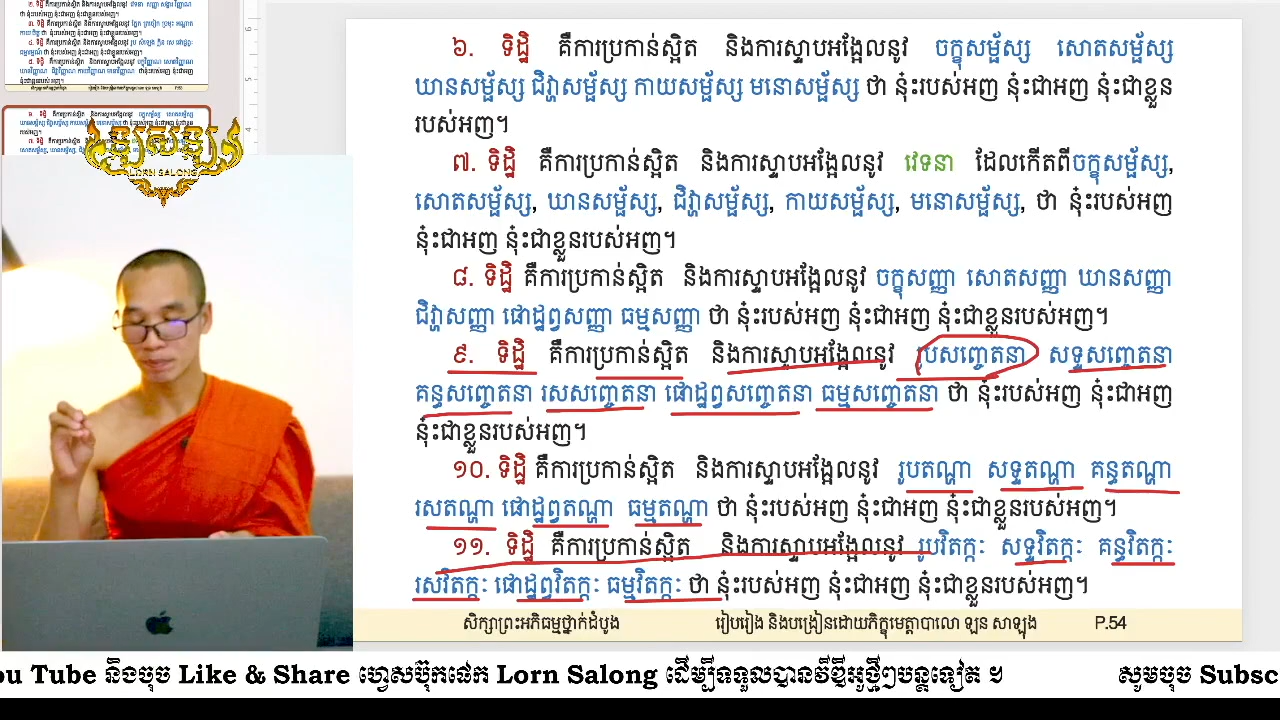 ៦. ទិដ្ឋិ គឺការប្រកាន់ស្អិត និងការស្ទាបអង្អែលនូវ ចក្ខុសម្ផ័ស្ស សោតសម្ផ័ស្ស
ឃានសម្ផ័ស្ស ជិវ្ហាសម្ផ័ស្ស កាយសម្ផ័ស្ស មនោសម្ផ័ស្ស ថា នុ៎ះរបស់អញ នុ៎ះជាអញ នុ៎ះជាខ្លួន
របស់អញ។
៧. ទិដ្ឋិ គឺការប្រកាន់ស្អិត និងការស្ទាបអង្អែលនូវ វេទនា ដែលកើតពីចក្ខុសម្ផ័ស្ស,
សោតសម្ផ័ស្ស, ឃានសម្ផ័ស្ស, ជិវ្ហាសម្ផ័ស្ស, កាយសម្ផ័ស្ស, មនោសម្ផ័ស្ស, ថា នុ៎ះរបស់អញ
នុ៎ះជាអញ នុ៎ះជាខ្លួនរបស់អញ។
៨. ទិដ្ឋិ គឺការប្រកាន់ស្អិត និងការស្ទាបអង្អែលនូវ ចក្ខុសញ្ញា សោតសញ្ញា ឃានសញ្ញា
ជិវ្ហាសញ្ញា ផោដ្ឋព្វសញ្ញា ធម្មសញ្ញា ថា នុ៎ះរបស់អញ នុ៎ះជាអញ នុ៎ះជាខ្លួនរបស់អញ។
៩. ទិដ្ឋិ គឺការប្រកាន់ស្អិត និងការស្ទាបអង្អែលនូវ រូបសញ្ចេតនា សទ្ទសញ្ចេតនា
គន្ធសញ្ចេតនា រសសញ្ចេតនា ផោដ្ឋព្វសញ្ចេតនា ធម្មសញ្ចេតនា ថា នុ៎ះរបស់អញ នុ៎ះជាអញ
នុ៎ះជាខ្លួនរបស់អញ។
១០. ទិដ្ឋិ គឺការប្រកាន់ស្អិត និងការស្ទាបអង្អែលនូវ រូបតណ្ហា សទ្ទតណ្ហា គន្ធតណ្ហា
រសតណ្ហា ផោដ្ឋព្វតណ្ហា ធម្មតណ្ហា ថា នុ៎ះរបស់អញ នុ៎ះជាអញ នុ៎ះជាខ្លួនរបស់អញ។
១១. ទិដ្ឋិ គឺការប្រកាន់ស្អិត និងការស្ទាបអង្អែលនូវ រូបវិតក្កៈ សទ្ទវិតក្កៈ គន្ធវិតក្កៈ
រសវិតក្កៈ ផោដ្ឋព្វវិតក្កៈ ធម្មវិតក្កៈ ថា នុ៎ះរបស់អញ នុ៎ះជាអញ នុ៎ះជាខ្លួនរបស់អញ។
សិក្សាព្រះអភិធម្មថ្នាក់ដំបូង រៀបរៀង និងបង្រៀនដោយភិក្ខុមេត្តាបាលោ ឡន សាឡុង P.54
ឡន សាឡុង
LORN SALONG
ou Tube និងចុច Like & Share ហ្វេសប៊ុកផេក Lorn Salong ដើម្បីទទួលបានវីឌីអូថ្មីៗបន្តទៀត ។ សូមចុច Subsc